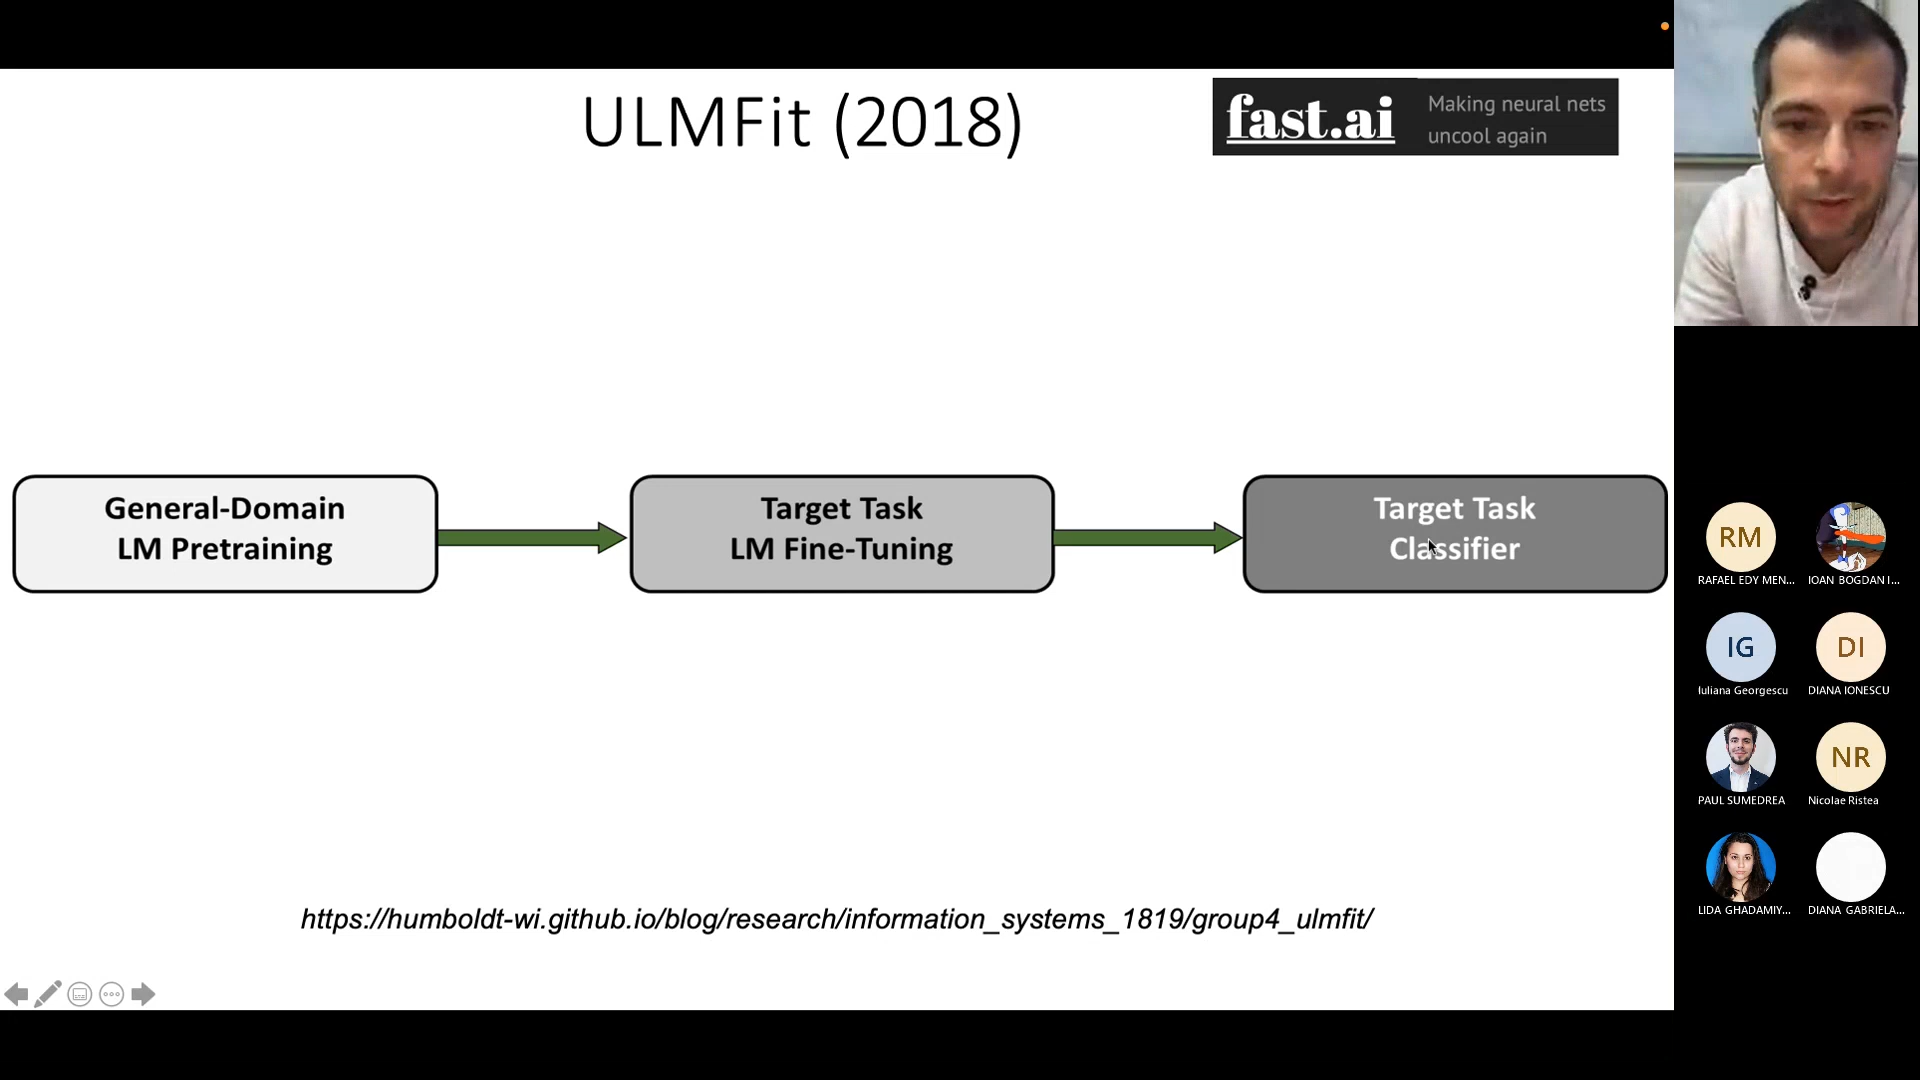 ULMFit (2018)
fast.ai
Making neural nets
uncool again
General-Domain
LM Pretraining
Target Task
LM Fine-Tuning
Target Task
Classifier
https://humboldt-wi.github.io/blog/research/information_systems_1819/group4_ulmfit/
RM
RAFAEL EDY MEN...
IOAN BOGDAN I...
IG
Iuliana Georgescu
DI
DIANA IONESCU
PAUL SUMEDREA
NR
Nicolae Ristea
LIDA GHADAMIY...
DIANA GABRIELA...